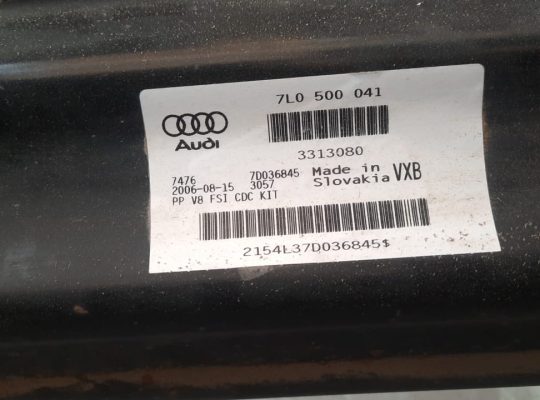 7L0 500 041
Audi
3313080
7476 7D036845 Made in VXB
2006-08-15 3057 Slovakia
PP V8 FSI CDC KIT
2154L37D036845$